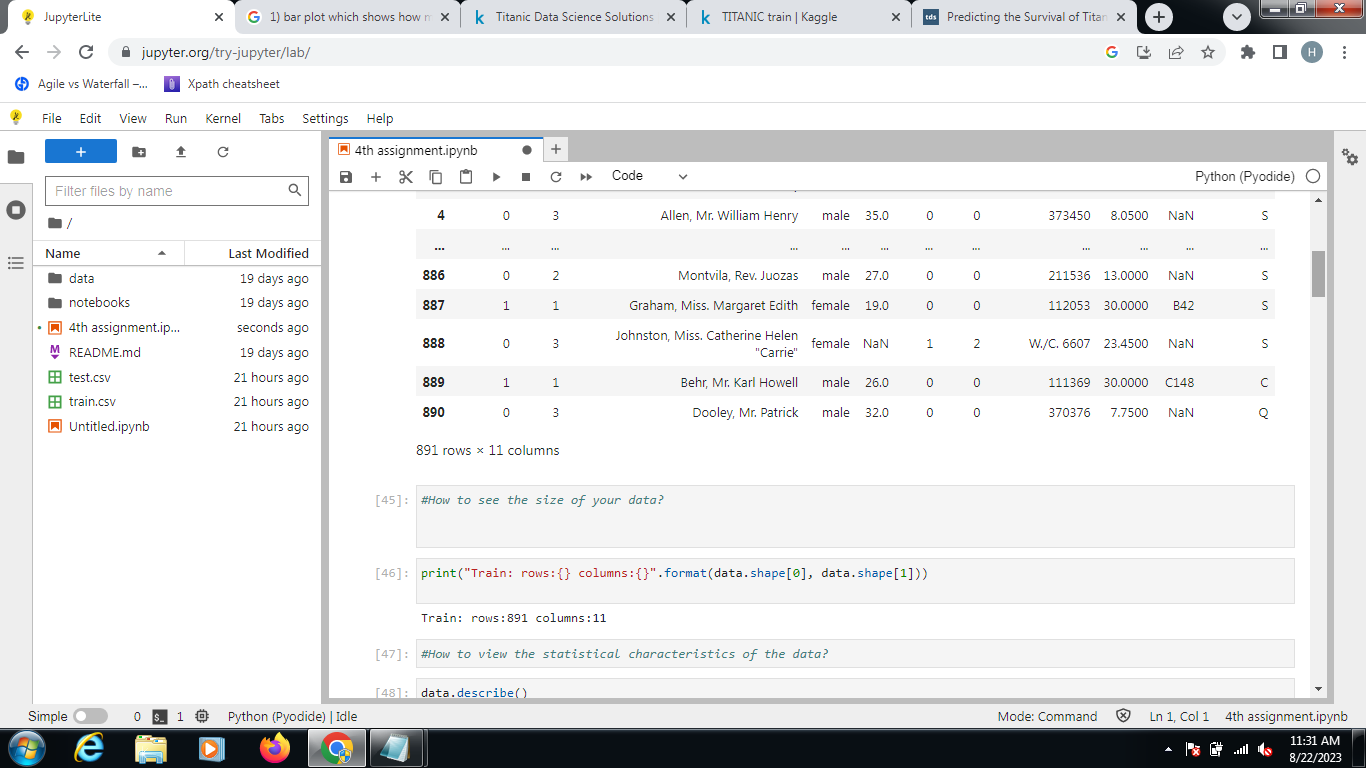 JupyterLite
1) bar plot which shows how m
Titanic Data Science Solutions
TITANIC train | Kaggle
tds
Predicting the Survival of Titan
jupyter.org/try-jupyter/lab/
H
Agile vs Waterfall –...
Xpath cheatsheet
File Edit View Run Kernel Tabs Settings Help
4th assignment.ipynb
Filter files by name
Code
Python (Pyodide)
/
Name Last Modified
data 19 days ago
notebooks 19 days ago
4th assignment.ip... seconds ago
README.md 19 days ago
test.csv 21 hours ago
train.csv 21 hours ago
Untitled.ipynb 21 hours ago
4 0 3 Allen, Mr. William Henry male 35.0 0 0 373450 8.0500 NaN S
... ... ... ... ... ... ... ... ... ... ... ...
886 0 2 Montvila, Rev. Juozas male 27.0 0 0 211536 13.0000 NaN S
887 1 1 Graham, Miss. Margaret Edith female 19.0 0 0 112053 30.0000 B42 S
888 0 3 Johnston, Miss. Catherine Helen
"Carrie" female NaN 1 2 W./C. 6607 23.4500 NaN S
889 1 1 Behr, Mr. Karl Howell male 26.0 0 0 111369 30.0000 C148 C
890 0 3 Dooley, Mr. Patrick male 32.0 0 0 370376 7.7500 NaN Q
891 rows × 11 columns
[45]: #How to see the size of your data?
[46]: print("Train: rows:{} columns:{}".format(data.shape[0], data.shape[1]))
Train: rows:891 columns:11
[47]: #How to view the statistical characteristics of the data?
[48]: data.describe()
Simple 0 1 Python (Pyodide) | Idle
Mode: Command Ln 1, Col 1 4th assignment.ipynb
11:31 AM
8/22/2023